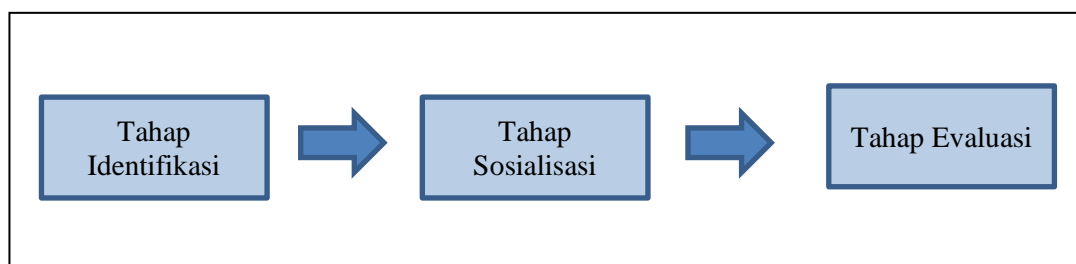 Tahap
Identifikasi
Tahap
Sosialisasi
Tahap Evaluasi